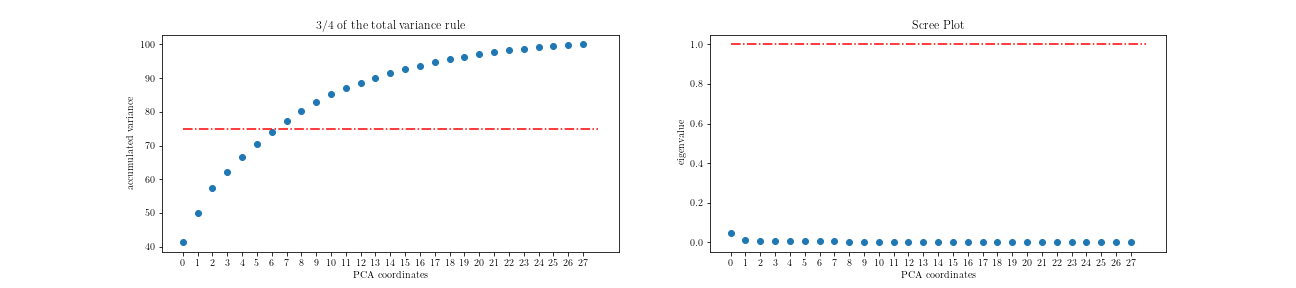 3/4 of the total variance rule
100
90
80
70
60
50
40
accumulated variance
0 1 2 3 4 5 6 7 8 9 10 11 12 13 14 15 16 17 18 19 20 21 22 23 24 25 26 27
PCA coordinates
Scree Plot
1.0
0.8
0.6
0.4
0.2
0.0
eigenvalue
0 1 2 3 4 5 6 7 8 9 10 11 12 13 14 15 16 17 18 19 20 21 22 23 24 25 26 27
PCA coordinates